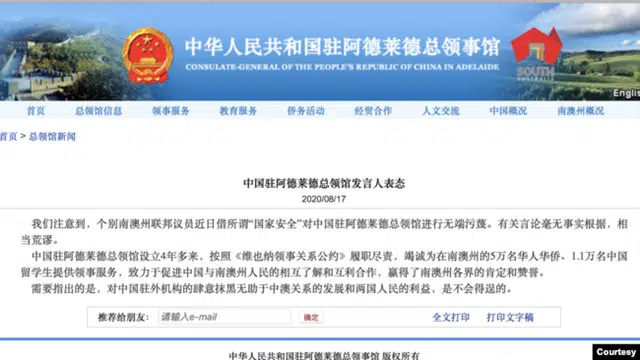 中华人民共和国驻阿德莱德总领事馆
CONSULATE-GENERAL OF THE PEOPLE'S REPUBLIC OF CHINA IN ADELAIDE
SOUTH
AUSTRALIA
Englis
首页 总领馆信息 领事服务 教育服务 侨务活动 经贸合作 人文交流 中国概况 南澳州概况
首页 > 总领馆新闻
中国驻阿德莱德总领馆发言人表态
2020/08/17
我们注意到，个别南澳州联邦议员近日借所谓“国家安全”对中国驻阿德莱德总领馆进行无端污蔑。有关言论毫无事实根据，相
当荒谬。
中国驻阿德莱德总领馆设立4年多来，按照《维也纳领事关系公约》履职尽责，竭诚为在南澳州的5万名华人华侨、1.1万名中国
留学生提供领事服务，致力于促进中国与南澳州人民的相互了解和互利合作，赢得了南澳州各界的肯定和赞誉。
需要指出的是，对中国驻外机构的肆意抹黑无助于中澳关系的发展和两国人民的利益，是不会得逞的。
推荐给朋友： 请输入e-mail 确定 全文打印 打印文字稿
中华人民共和国驻阿德莱德总领事馆 版权所有
Courtesy